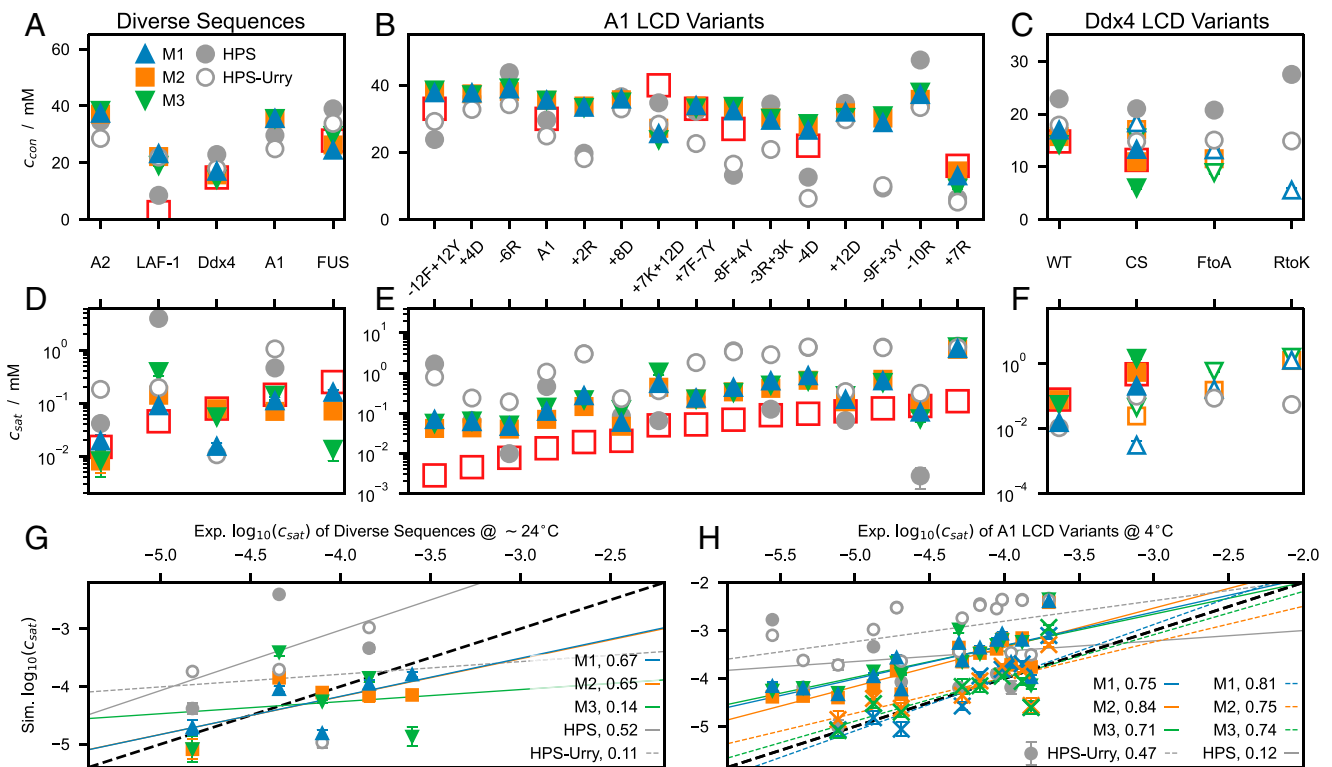 A Diverse Sequences
B A1 LCD Variants
C Ddx4 LCD Variants
M1 HPS
M2 HPS-Urry
M3
c_con / mM
60
40
20
0
40
20
0
30
20
10
0
A2 LAF-1 Ddx4 A1 FUS
-12F+12Y +4D -6R A1 +2R +8D +7K+12D +7F-7Y -8F+4Y -3R+3K -4D +12D -9F+3Y -10R +7R
WT CS FtoA RtoK
D
E
F
c_sat / mM
10^0
10^−1
10^−2
10^1
10^0
10^−1
10^−2
10^−3
10^0
10^−2
10^−4
G Exp. log10(c_sat) of Diverse Sequences @ ~ 24°C
−5.0 −4.5 −4.0 −3.5 −3.0 −2.5
Sim. log10(c_sat)
−3
−4
−5
M1, 0.67
M2, 0.65
M3, 0.14
HPS, 0.52
HPS-Urry, 0.11
H Exp. log10(c_sat) of A1 LCD Variants @ 4°C
−5.5 −5.0 −4.5 −4.0 −3.5 −3.0 −2.5 −2.0
−2
−3
−4
−5
M1, 0.75 M1, 0.81
M2, 0.84 M2, 0.75
M3, 0.71 M3, 0.74
HPS-Urry, 0.47 HPS, 0.12